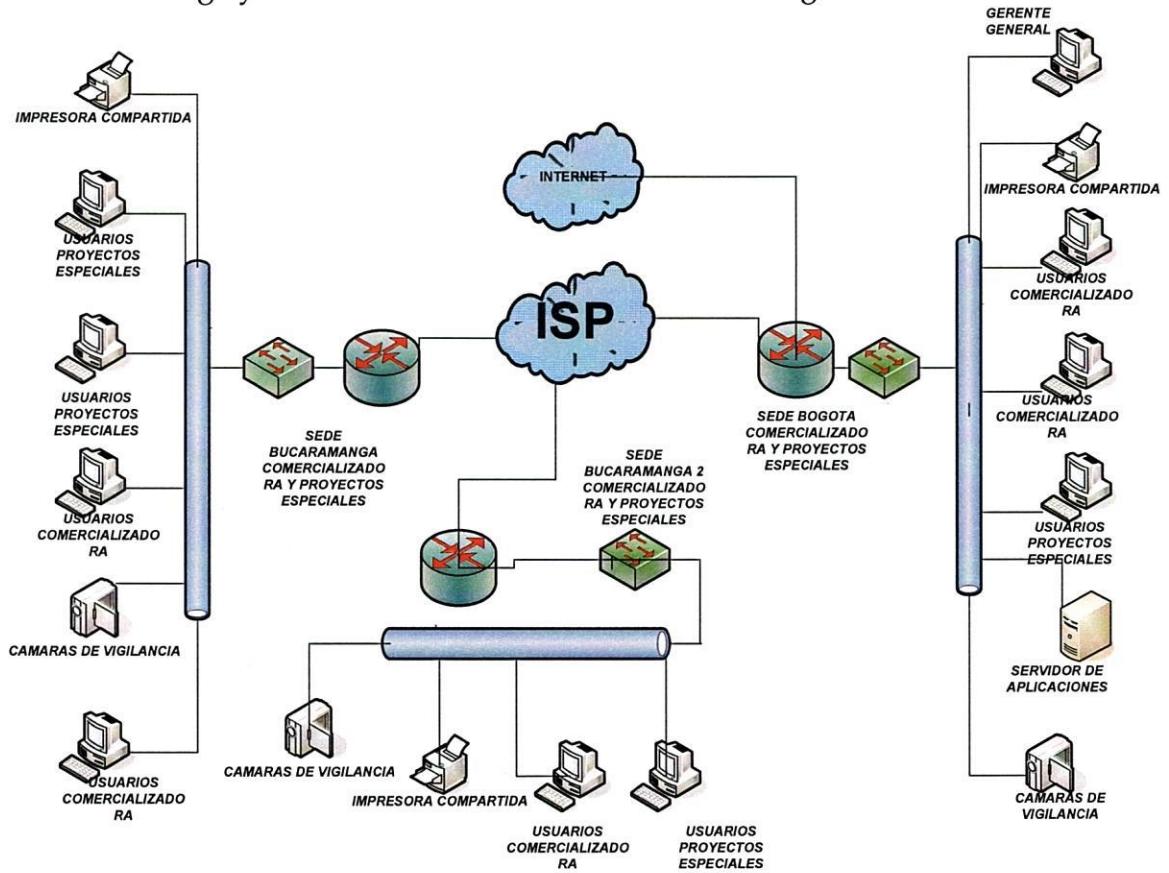 GERENTE
GENERAL
IMPRESORA COMPARTIDA
USUARIOS
PROYECTOS
ESPECIALES
USUARIOS
PROYECTOS
ESPECIALES
USUARIOS
COMERCIALIZADO
RA
CAMARAS DE VIGILANCIA
USUARIOS
COMERCIALIZADO
RA
SEDE
BUCARAMANGA
COMERCIALIZADO
RA Y PROYECTOS
ESPECIALES
INTERNET
ISP
SEDE
BUCARAMANGA 2
COMERCIALIZADO
RA Y PROYECTOS
ESPECIALES
CAMARAS DE VIGILANCIA
IMPRESORA COMPARTIDA
USUARIOS
COMERCIALIZADO
RA
USUARIOS
PROYECTOS
ESPECIALES
SEDE BOGOTA
COMERCIALIZADO
RA Y PROYECTOS
ESPECIALES
IMPRESORA COMPARTIDA
USUARIOS
COMERCIALIZADO
RA
USUARIOS
COMERCIALIZADO
RA
USUARIOS
PROYECTOS
ESPECIALES
SERVIDOR DE
APLICACIONES
CAMARAS DE
VIGILANCIA